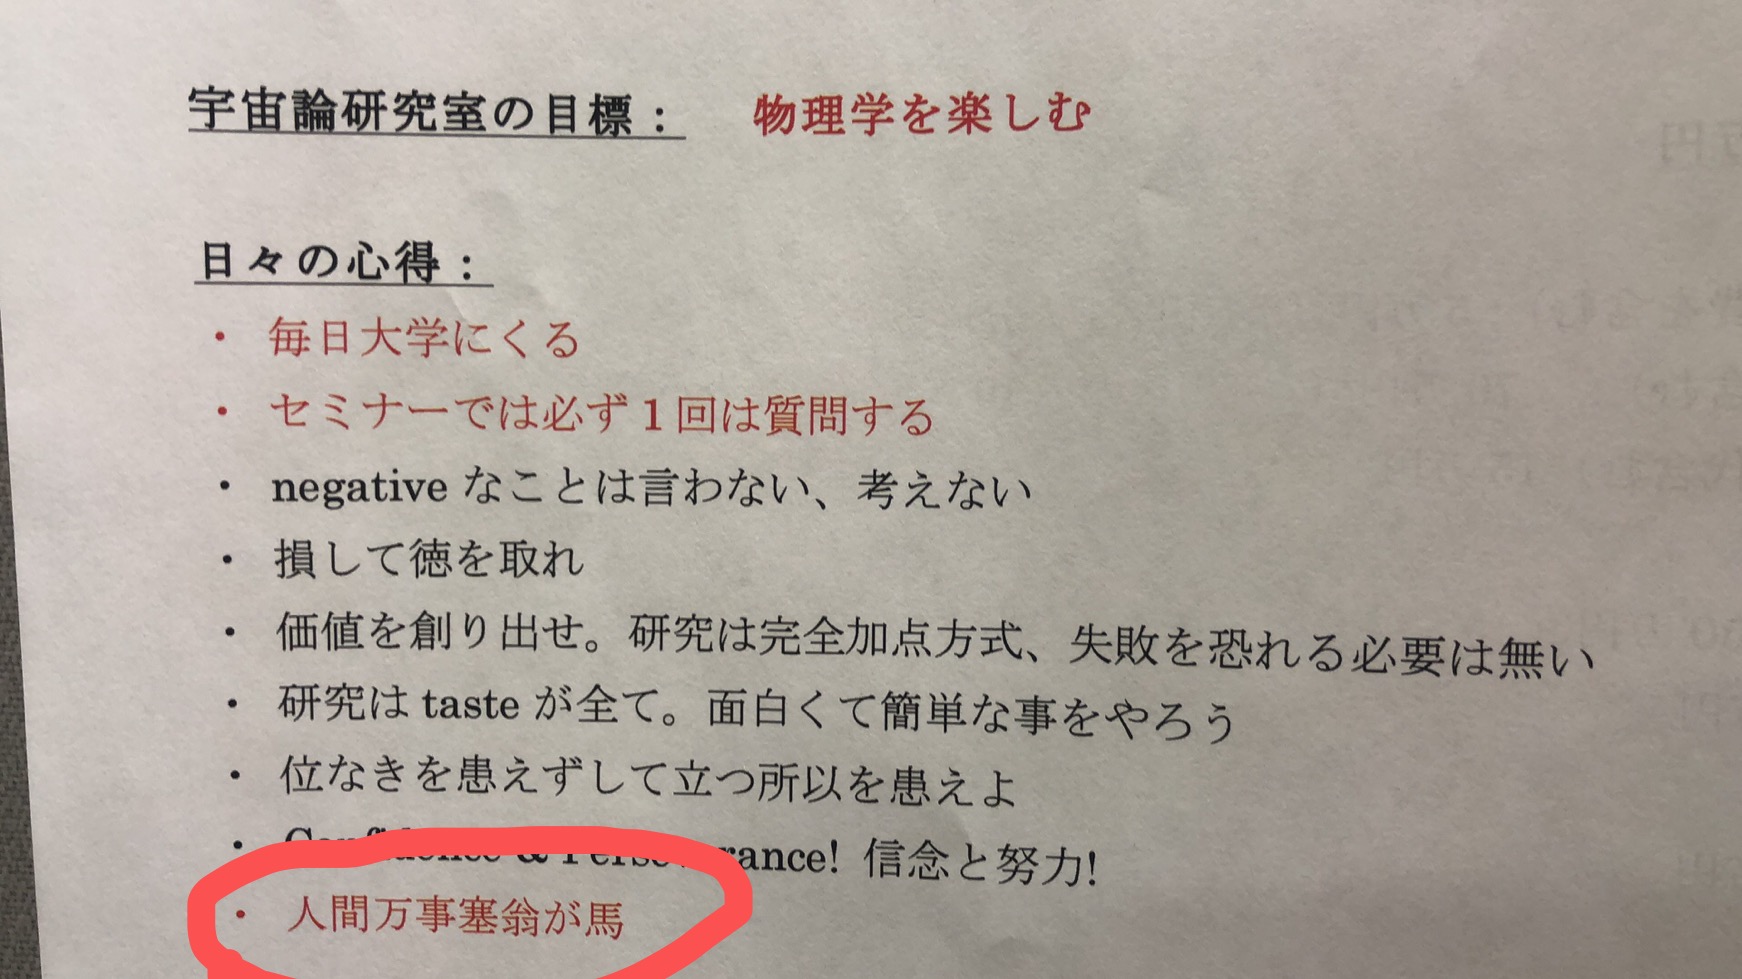 宇宙論研究室の目標： 物理学を楽しむ
日々の心得：
・ 毎日大学にくる
・ セミナーでは必ず1回は質問する
・ negative なことは言わない、考えない
・ 損して徳を取れ
・ 価値を創り出せ。研究は完全加点方式、失敗を恐れる必要は無い
・ 研究は taste が全て。面白くて簡単な事をやろう
・ 位なきを患えずして立つ所以を患えよ
・ Confidence & Perseverance! 信念と努力!
・ 人間万事塞翁が馬